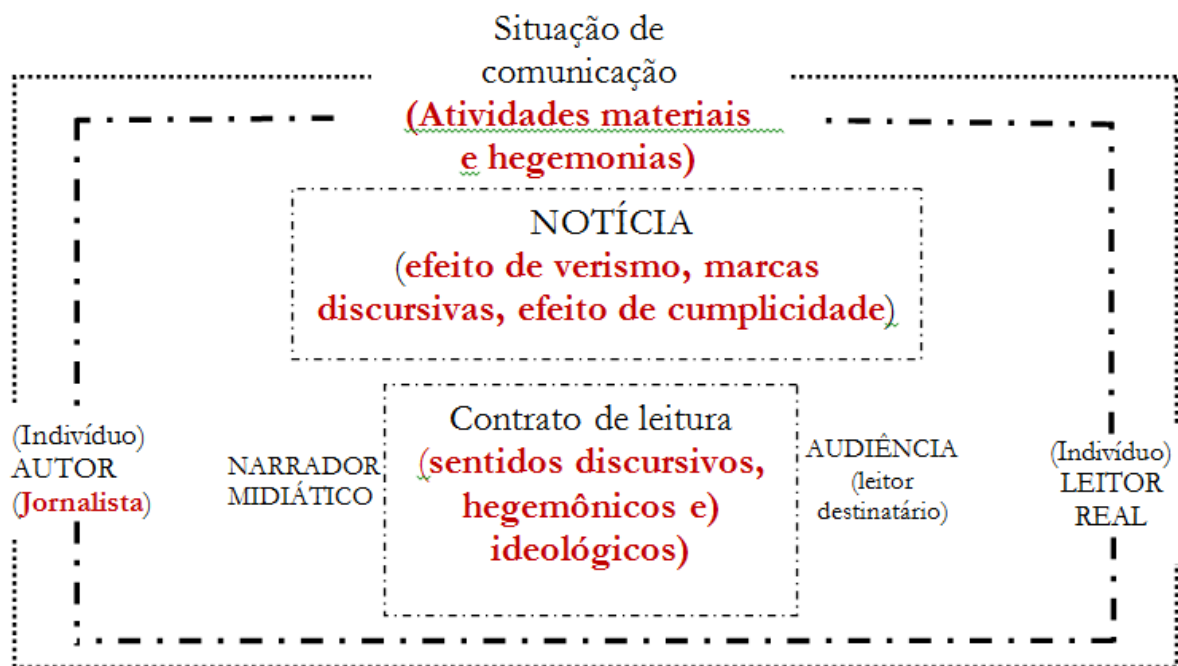 Situação de
comunicação
(Atividades materiais
e hegemonias)
NOTÍCIA
(efeito de verismo, marcas
discursivas, efeito de cumplicidade)
(Indivíduo)
AUTOR
(Jornalista)
NARRADOR
MIDIÁTICO
Contrato de leitura
(sentidos discursivos,
hegemônicos e)
ideológicos)
AUDIÊNCIA
(leitor
destinatário)
(Indivíduo)
LEITOR
REAL